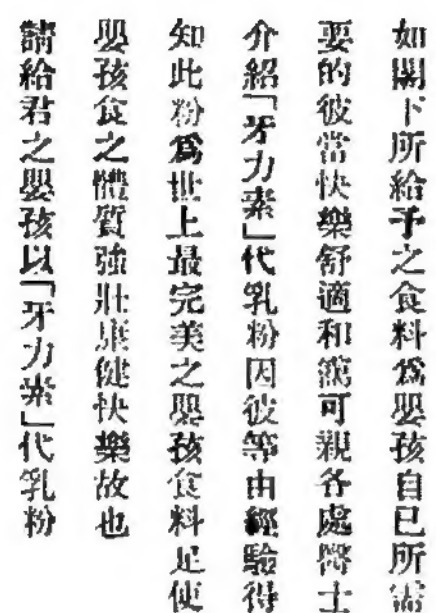 如閣下所給予之食料爲嬰孩自己所需
要的彼當快樂舒適和藹可親各處醫士
介紹「牙力素」代乳粉因彼等由經驗得
知此粉爲世上最完美之嬰孩食料足使
嬰孩食之體質強壯康健快樂故也
請給君之嬰孩以「牙力素」代乳粉